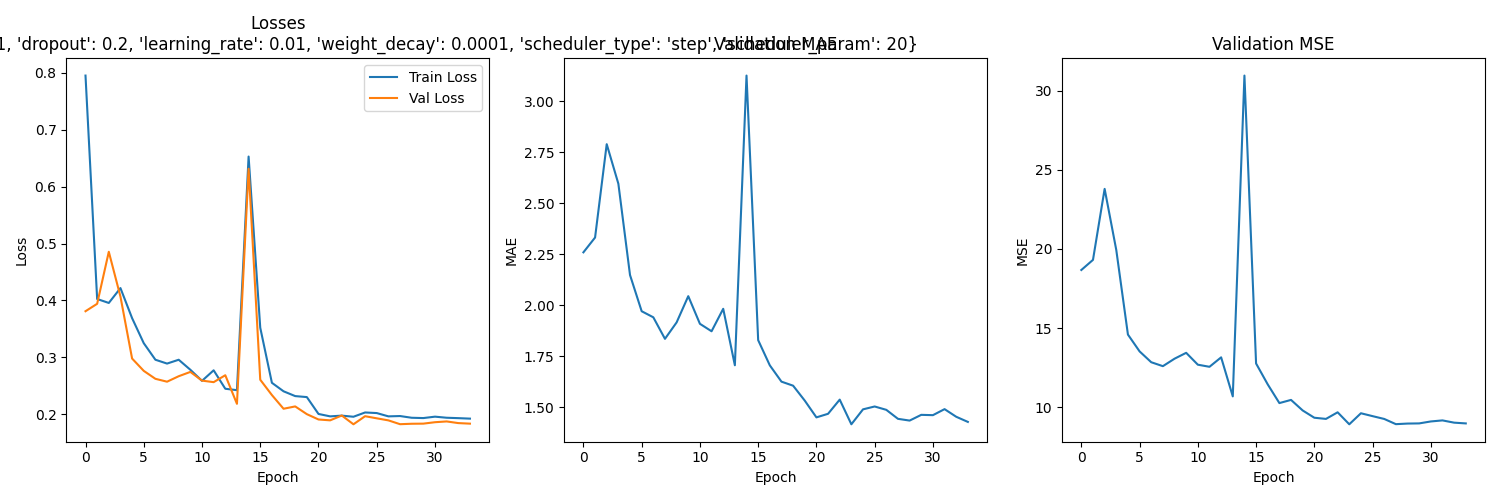 Losses
1, 'dropout': 0.2, 'learning_rate': 0.01, 'weight_decay': 0.0001, 'scheduler_type': 'step', 'scheduler_param': 20}
Validation MAE
Validation MSE
Train Loss
Val Loss
0.8
0.7
0.6
0.5
0.4
0.3
0.2
Loss
0 5 10 15 20 25 30
Epoch
3.00
2.75
2.50
2.25
2.00
1.75
1.50
MAE
0 5 10 15 20 25 30
Epoch
30
25
20
15
10
MSE
0 5 10 15 20 25 30
Epoch